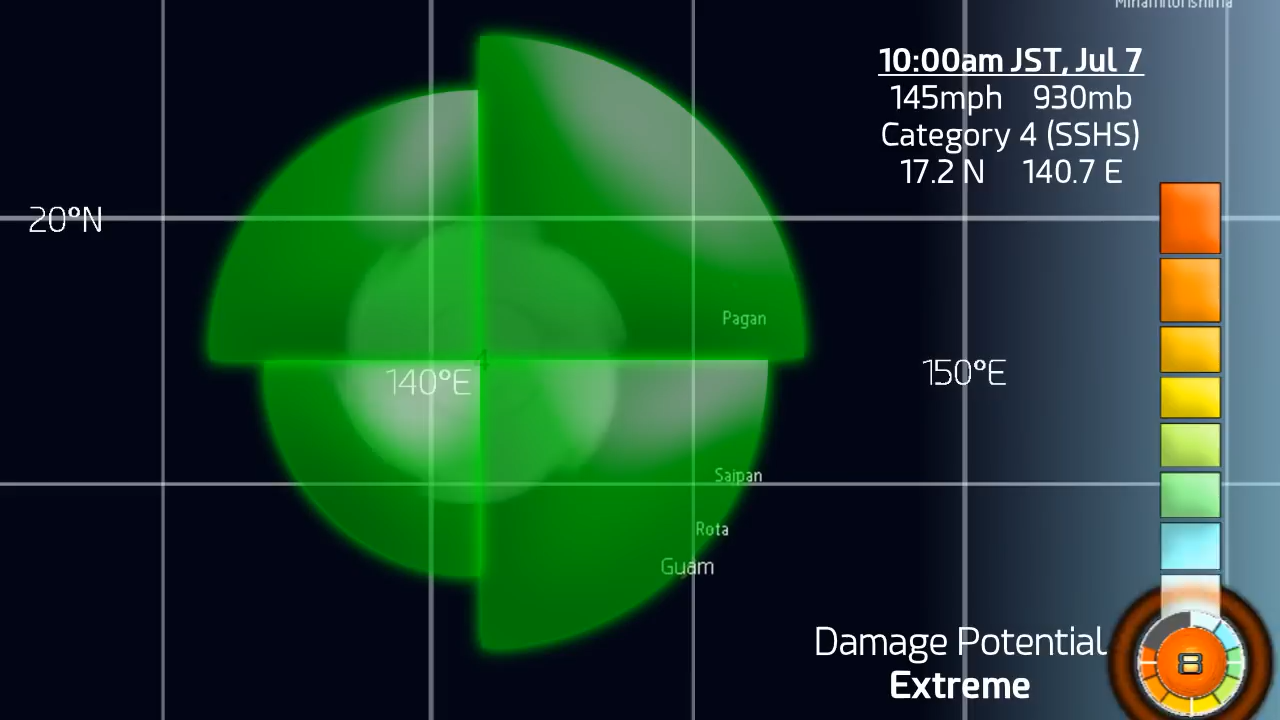 Minamitorishima
10:00am JST, Jul 7
145mph 930mb
Category 4 (SSHS)
17.2 N 140.7 E
20°N
Pagan
4
140°E
150°E
Saipan
Rota
Guam
Damage Potential
Extreme
8